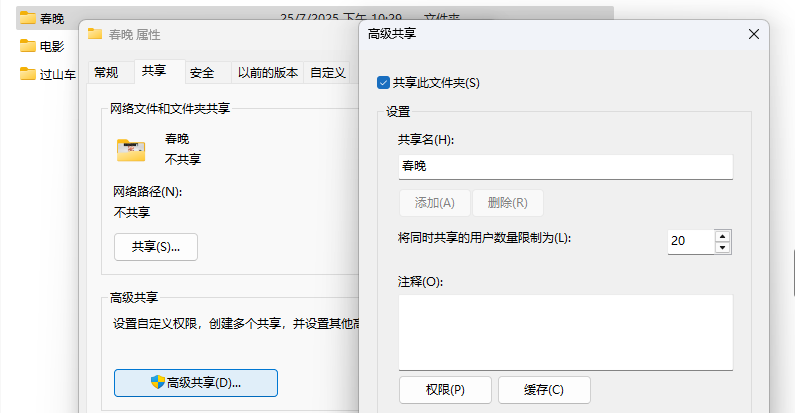 春晚
25/7/2025 下午 10:29
文件夹
电影
过山车
春晚 属性
常规
共享
安全
以前的版本
自定义
网络文件和文件夹共享
春晚
不共享
网络路径(N):
不共享
共享(S)...
高级共享
设置自定义权限，创建多个共享，并设置其他高
高级共享(D)...
高级共享
共享此文件夹(S)
设置
共享名(H):
春晚
添加(A)
删除(R)
将同时共享的用户数量限制为(L):
20
注释(O):
权限(P)
缓存(C)